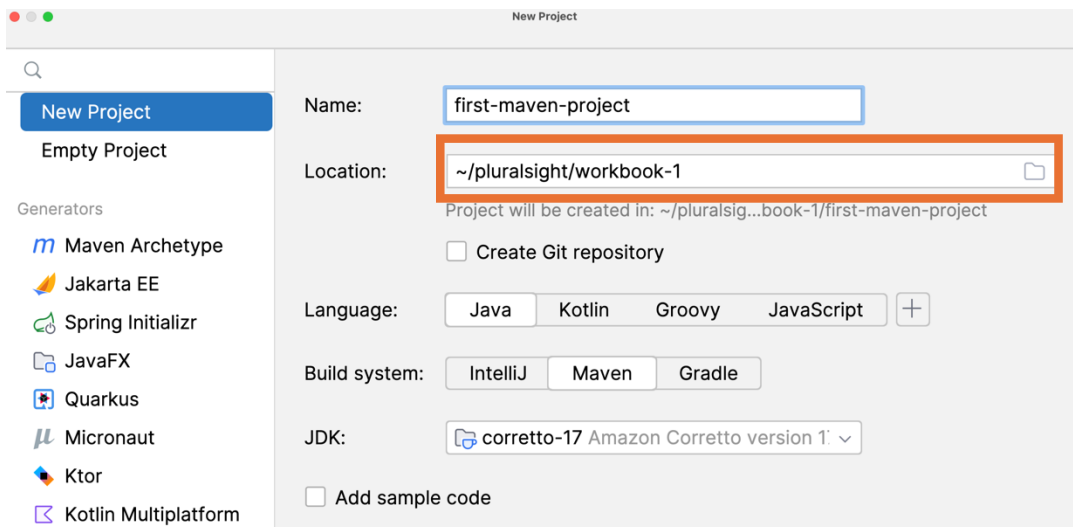 New Project
New Project
Empty Project
Generators
Maven Archetype
Jakarta EE
Spring Initializr
JavaFX
Quarkus
Micronaut
Ktor
Kotlin Multiplatform
Name:
first-maven-project
Location:
~/pluralsight/workbook-1
Project will be created in: ~/pluralsig...book-1/first-maven-project
Create Git repository
Language:
Java Kotlin Groovy JavaScript
Build system:
IntelliJ Maven Gradle
JDK:
corretto-17 Amazon Corretto version 1
Add sample code